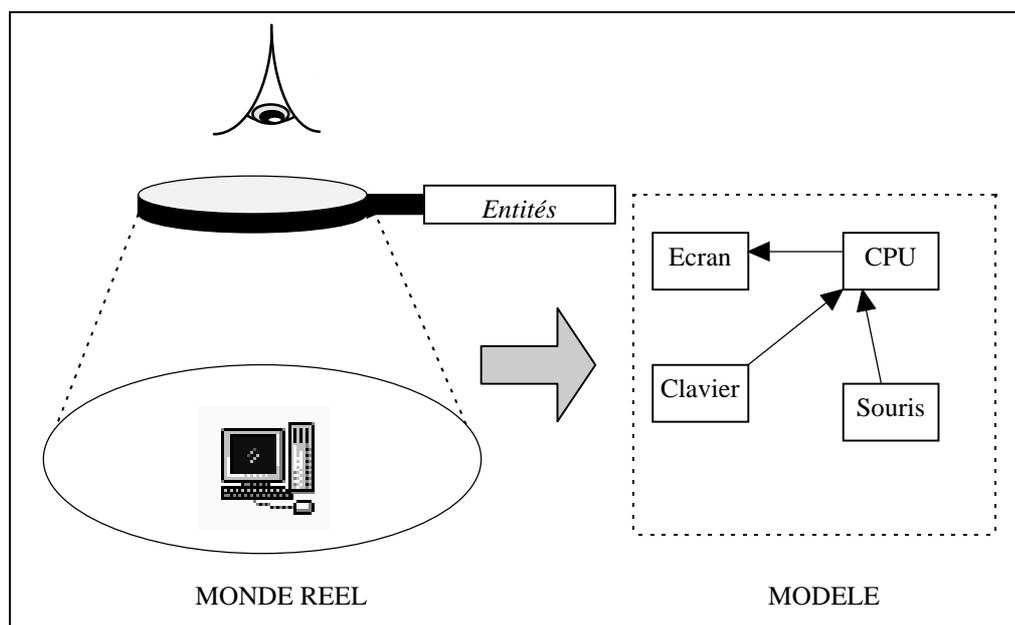 Entités
Ecran
CPU
Clavier
Souris
MONDE REEL
MODELE